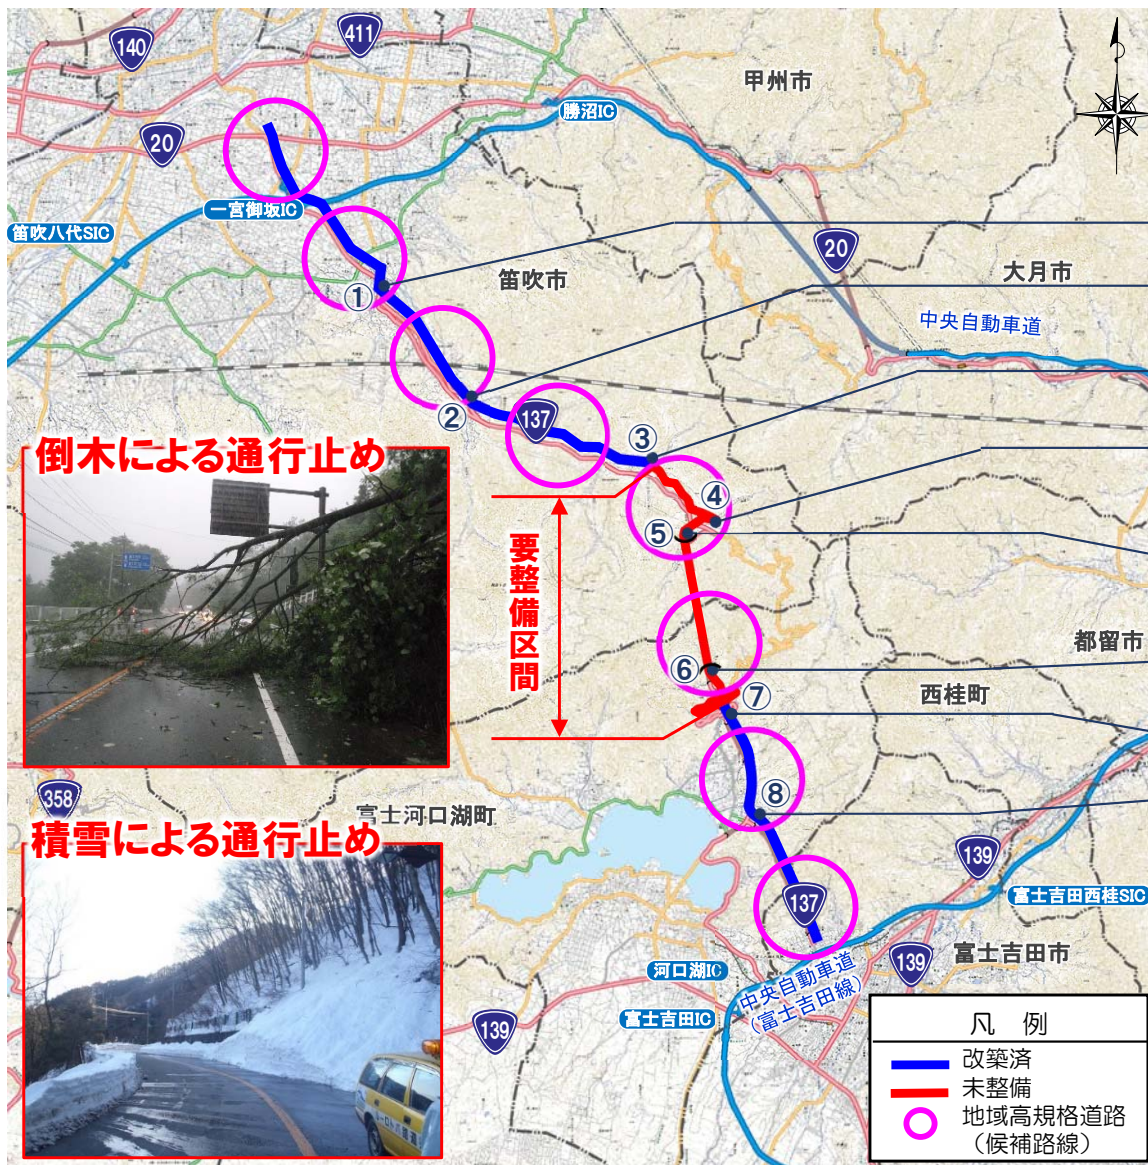 140
411
甲州市
20
勝沼IC
一宮御坂IC
笛吹八代SIC
笛吹市
20
大月市
中央自動車道
①
②
137
③
④
⑤
倒木による通行止め
要整備区間
都留市
⑥
⑦
西桂町
358
富士河口湖町
⑧
積雪による通行止め
139
137
富士吉田西桂SIC
河口湖IC
139
富士吉田市
中央自動車道
(富士吉田線)
富士吉田IC
139
凡 例
改築済
未整備
地域高規格道路
(候補路線)